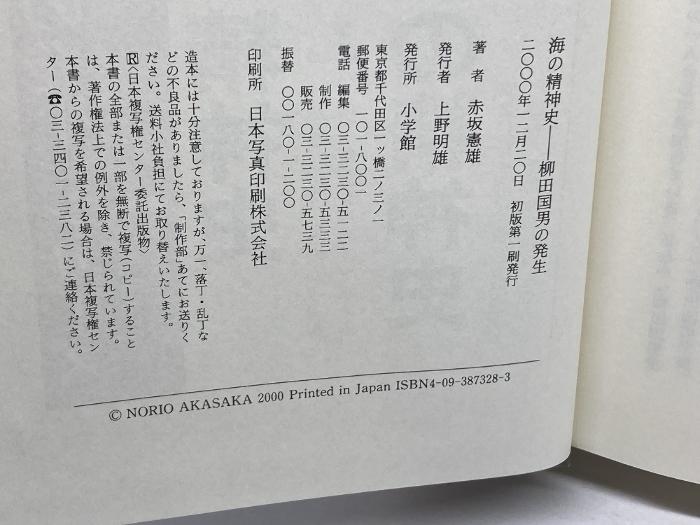 海の精神史――柳田国男の発生
二〇〇〇年一二月二〇日　初版第一刷発行
著　者　赤坂憲雄
発行者　上野明雄
発行所　小学館
東京都千代田区一ッ橋二ノ三ノ一
郵便番号　一〇一-八〇〇一
電話　編集　〇三-三二三〇-五一二二
制作　〇三-三二三〇-五三三三
販売　〇三-三二三〇-五七三九
振替　〇〇一八〇-一-二〇〇
印刷所　日本写真印刷株式会社
造本には十分注意しておりますが、万一、落丁・乱丁な
どの不良品がありましたら、「制作部」あてにお送りく
ださい。送料小社負担にてお取り替えいたします。
Ⓡ〈日本複写権センター委託出版物〉
本書の全部または一部を無断で複写(コピー)すること
は、著作権法上での例外を除き、禁じられています。
本書からの複写を希望される場合は、日本複写権セン
ター(☎〇三-三四〇一-二三八二)にご連絡ください。
© NORIO AKASAKA 2000 Printed in Japan ISBN4-09-387328-3